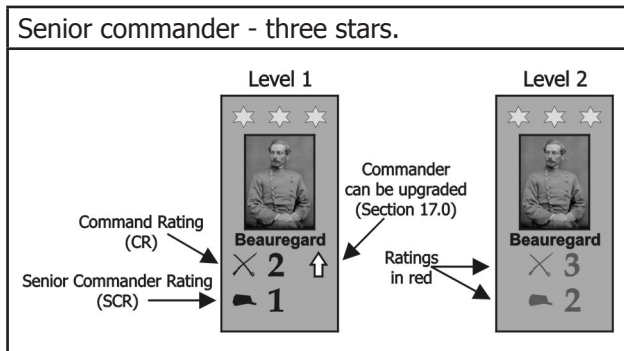 Senior commander - three stars.
Level 1
Level 2
Commander
can be upgraded
(Section 17.0)
Command Rating
(CR)
Beauregard
2
Senior Commander Rating
(SCR)
1
Ratings
in red
Beauregard
3
2